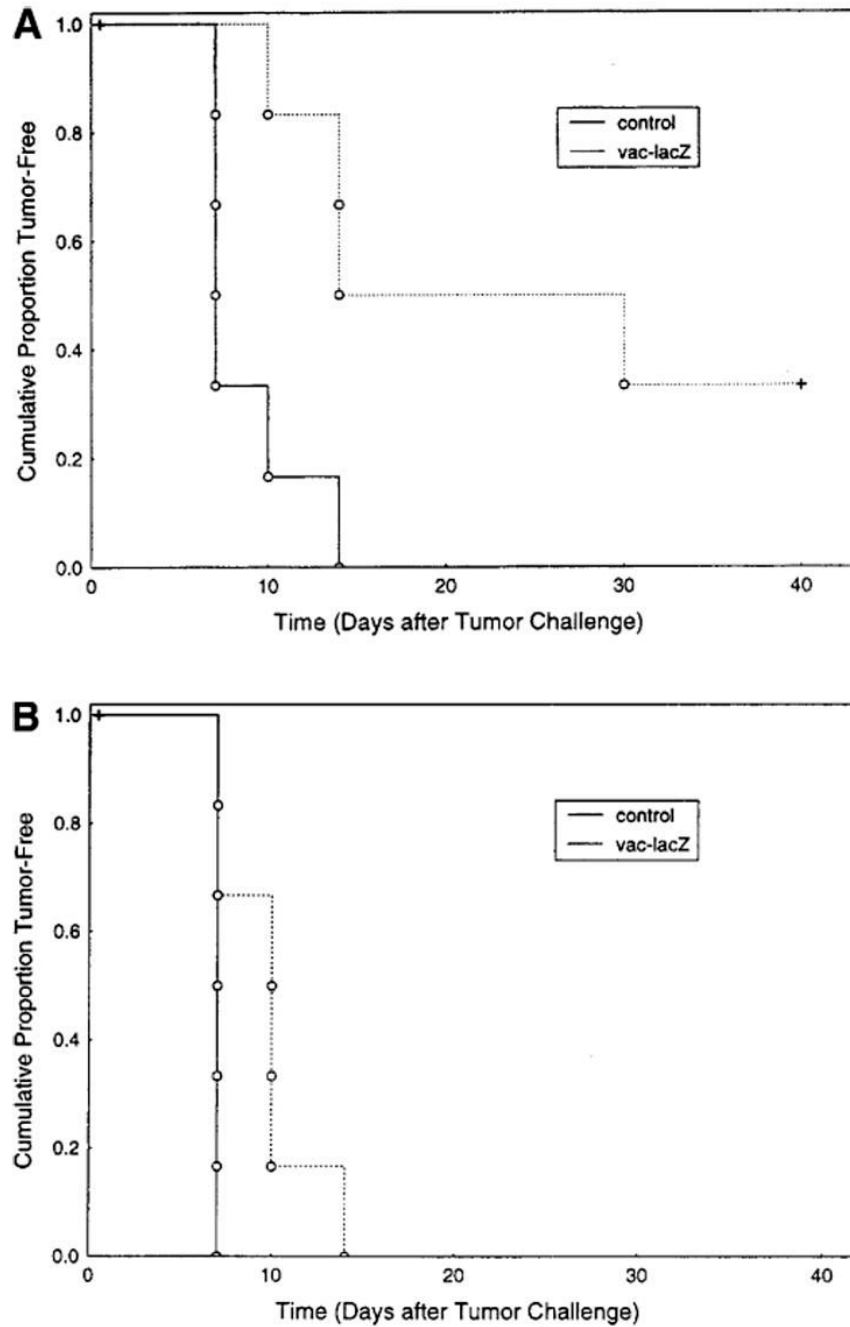 A
1.0
0.8
0.6
0.4
0.2
0.0
Cumulative Proportion Tumor-Free
control
vac-lacZ
0 10 20 30 40
Time (Days after Tumor Challenge)
B
1.0
0.8
0.6
0.4
0.2
0.0
Cumulative Proportion Tumor-Free
control
vac-lacZ
0 10 20 30 40
Time (Days after Tumor Challenge)